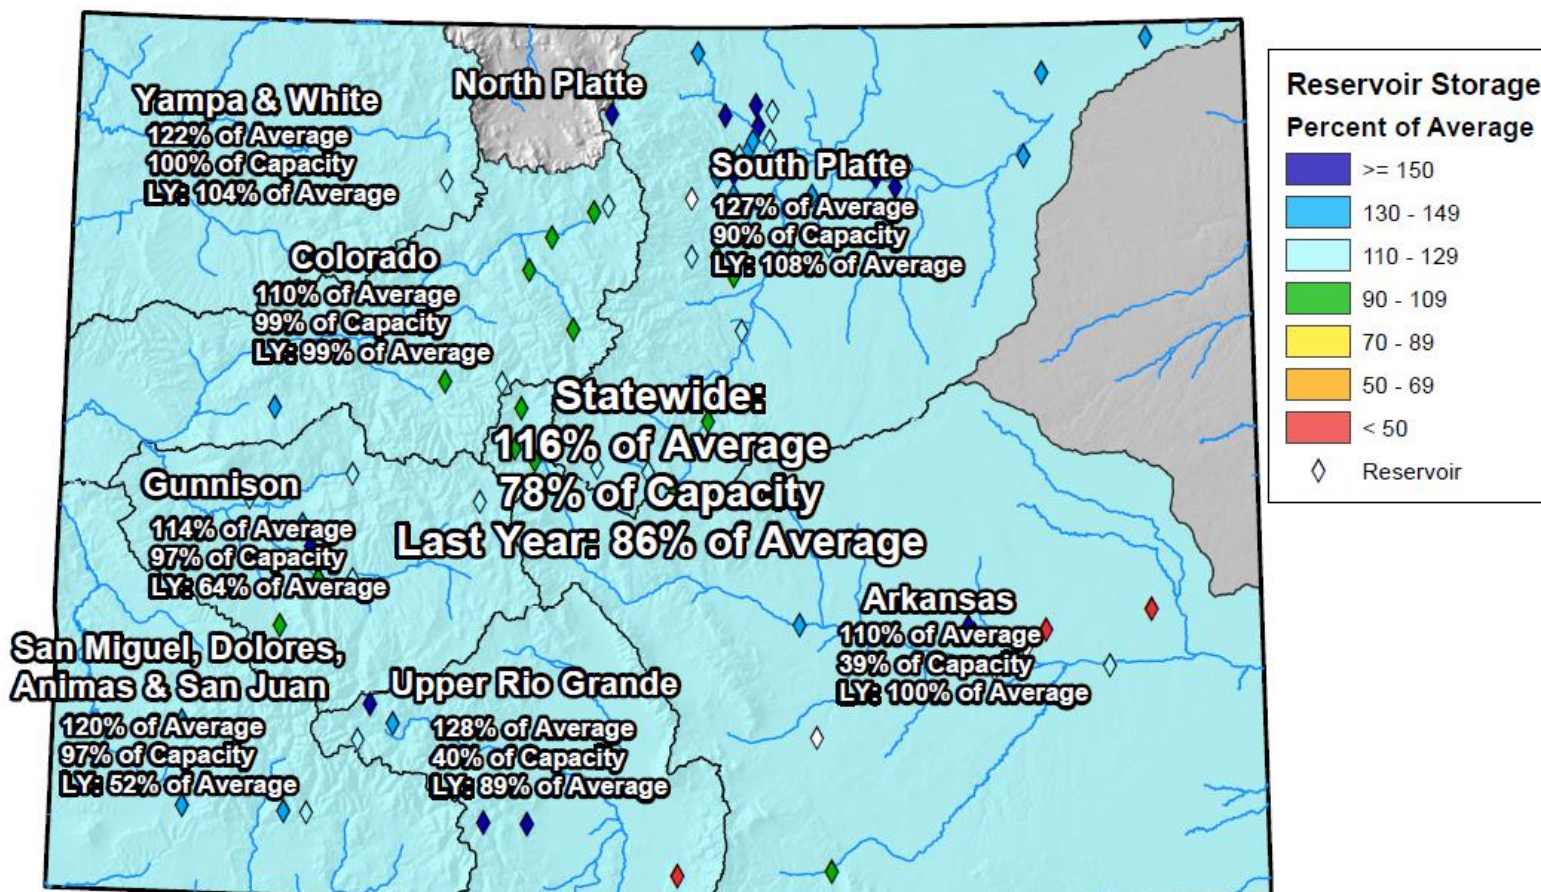 North Platte
Yampa & White
122% of Average
100% of Capacity
LY: 104% of Average
South Platte
127% of Average
90% of Capacity
LY: 108% of Average
Colorado
110% of Average
99% of Capacity
LY: 99% of Average
Statewide:
116% of Average
78% of Capacity
Last Year: 86% of Average
Gunnison
114% of Average
97% of Capacity
LY: 64% of Average
Arkansas
110% of Average
39% of Capacity
LY: 100% of Average
San Miguel, Dolores,
Animas & San Juan
120% of Average
97% of Capacity
LY: 52% of Average
Upper Rio Grande
128% of Average
40% of Capacity
LY: 89% of Average
Reservoir Storage
Percent of Average
>= 150
130 - 149
110 - 129
90 - 109
70 - 89
50 - 69
< 50
Reservoir